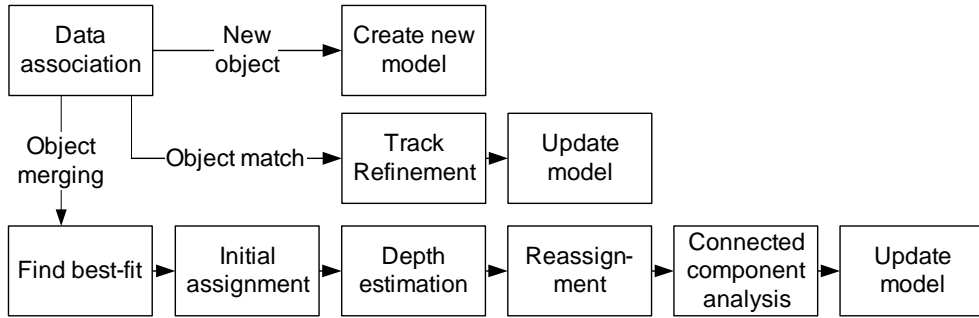 Data
association
New
object
Create new
model
Object
merging
Object match
Track
Refinement
Update
model
Find best-fit
Initial
assignment
Depth
estimation
Reassign-
ment
Connected
component
analysis
Update
model